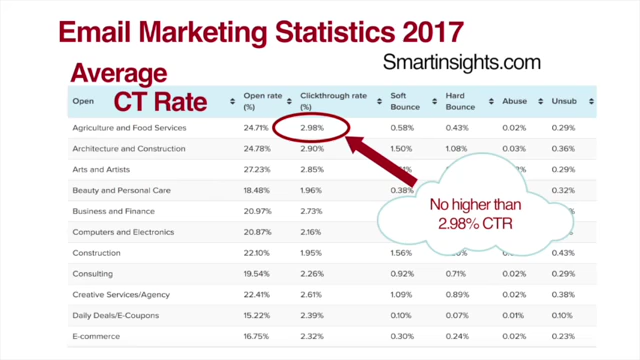 Email Marketing Statistics 2017
Smartinsights.com
Average
CT Rate
Open Open rate (%) Clickthrough rate (%) Soft Bounce Hard Bounce Abuse Unsub
Agriculture and Food Services 24.71% 2.98% 0.58% 0.43% 0.02% 0.29%
Architecture and Construction 24.78% 2.90% 1.50% 1.08% 0.03% 0.36%
Arts and Artists 27.23% 2.85% 0.29%
Beauty and Personal Care 18.48% 1.96% 0.38% 0.32%
Business and Finance 20.97% 2.73%
Computers and Electronics 20.87% 2.16%
Construction 22.10% 1.95% 1.56% 0.43%
Consulting 19.54% 2.26% 0.92% 0.71% 0.02% 0.29%
Creative Services/Agency 22.41% 2.61% 1.09% 0.89% 0.02% 0.38%
Daily Deals/E-Coupons 15.22% 2.39% 0.10% 0.07% 0.01% 0.10%
E-commerce 16.75% 2.32% 0.30% 0.24% 0.02% 0.23%
No higher than
2.98% CTR